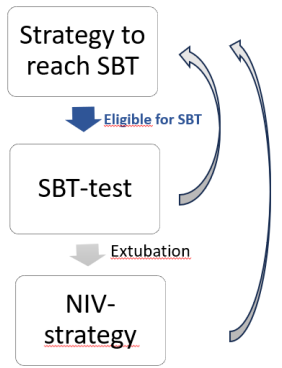 Strategy to
reach SBT
Eligible for SBT
SBT-test
Extubation
NIV-
strategy